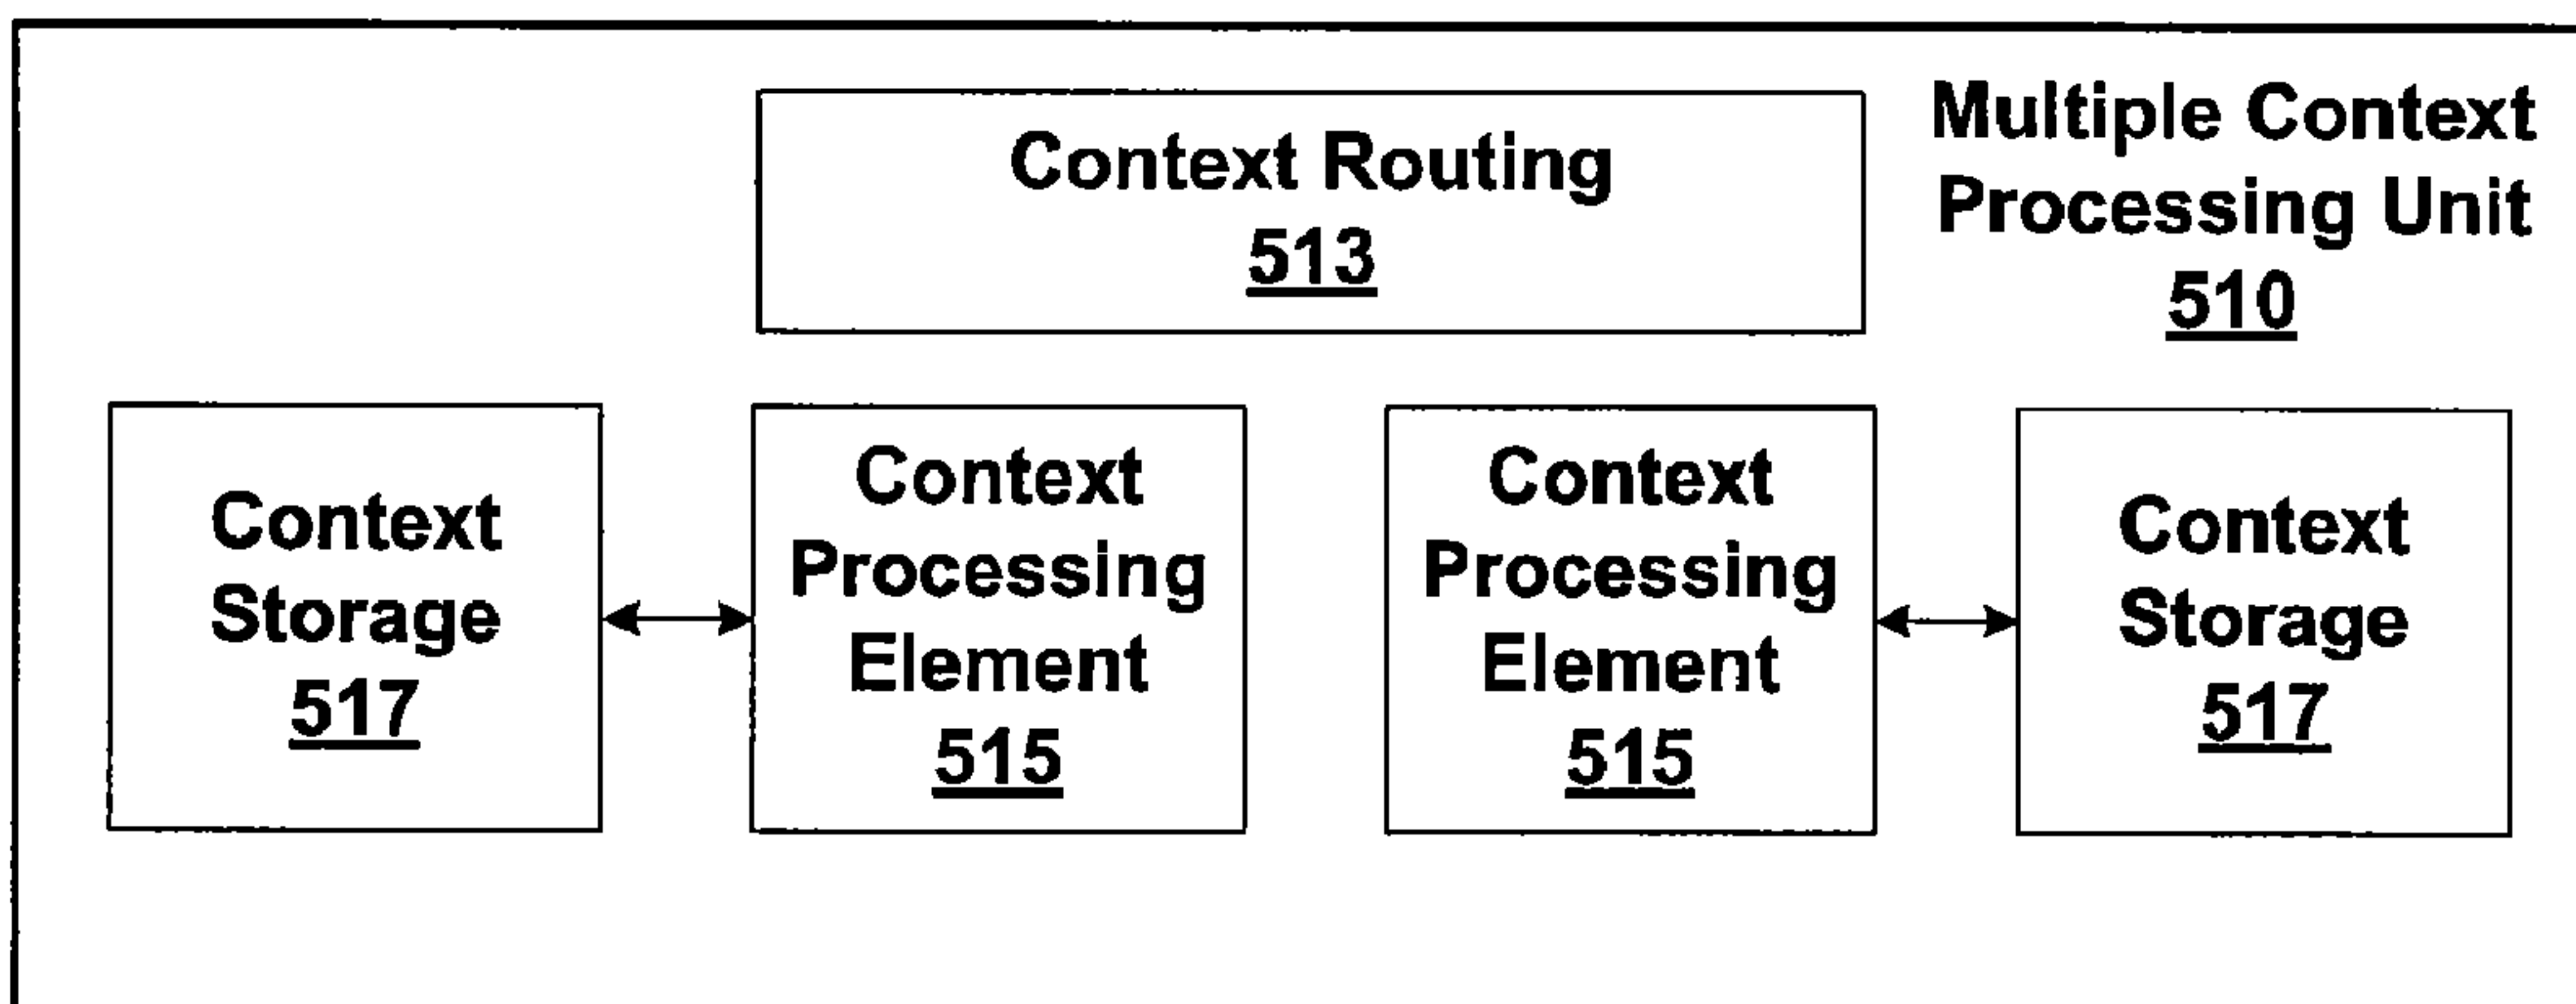 Context Routing
513
Multiple Context
Processing Unit
510
Context
Storage
517
Context
Processing
Element
515
Context
Processing
Element
515
Context
Storage
517